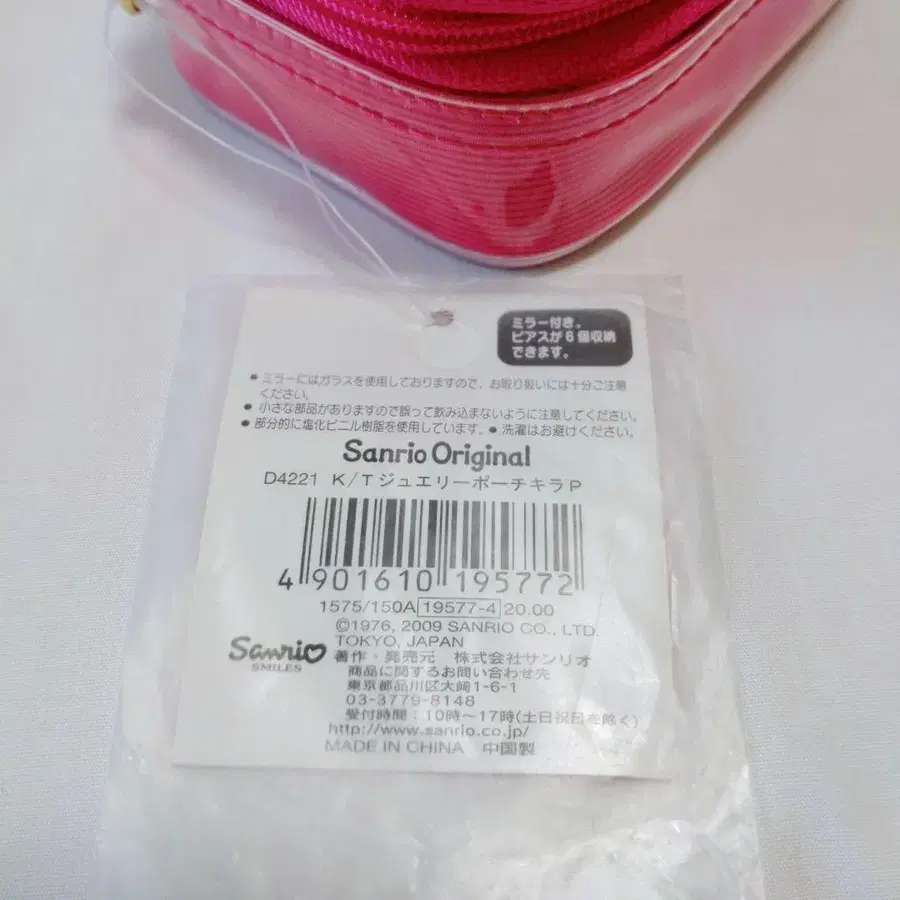 ミラー付き。
ピアスが6個収納
できます。
● ミラーにはガラスを使用しておりますので、お取り扱いには十分ご注意
ください。
● 小さな部品がありますので誤って飲み込まないように注意してください。
● 部分的に塩化ビニル樹脂を使用しています。● 洗濯はお避けください。
Sanrio Original
D4221 K/TジュエリーポーチキラP
4 901610 195772
1575/150A 19577-4 20.00
©1976, 2009 SANRIO CO., LTD.
TOKYO, JAPAN
Sanrio
SMILES
著作・発売元 株式会社サンリオ
商品に関するお問い合わせ先
東京都品川区大崎1-6-1
03-3779-8148
受付時間：10時〜17時(土日祝日を除く)
http://www.sanrio.co.jp/
MADE IN CHINA 中国製